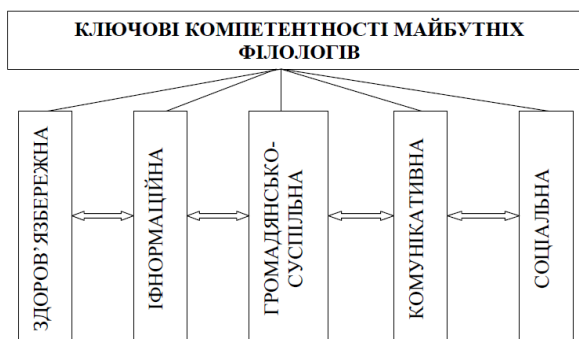 КЛЮЧОВІ КОМПЕТЕНТНОСТІ МАЙБУТНІХ
ФІЛОЛОГІВ
ЗДОРОВ’ЯЗБЕРЕЖНА
ІФНОРМАЦІЙНА
ГРОМАДЯНСЬКО-
СУСПІЛЬНА
КОМУНІКАТИВНА
СОЦІАЛЬНА